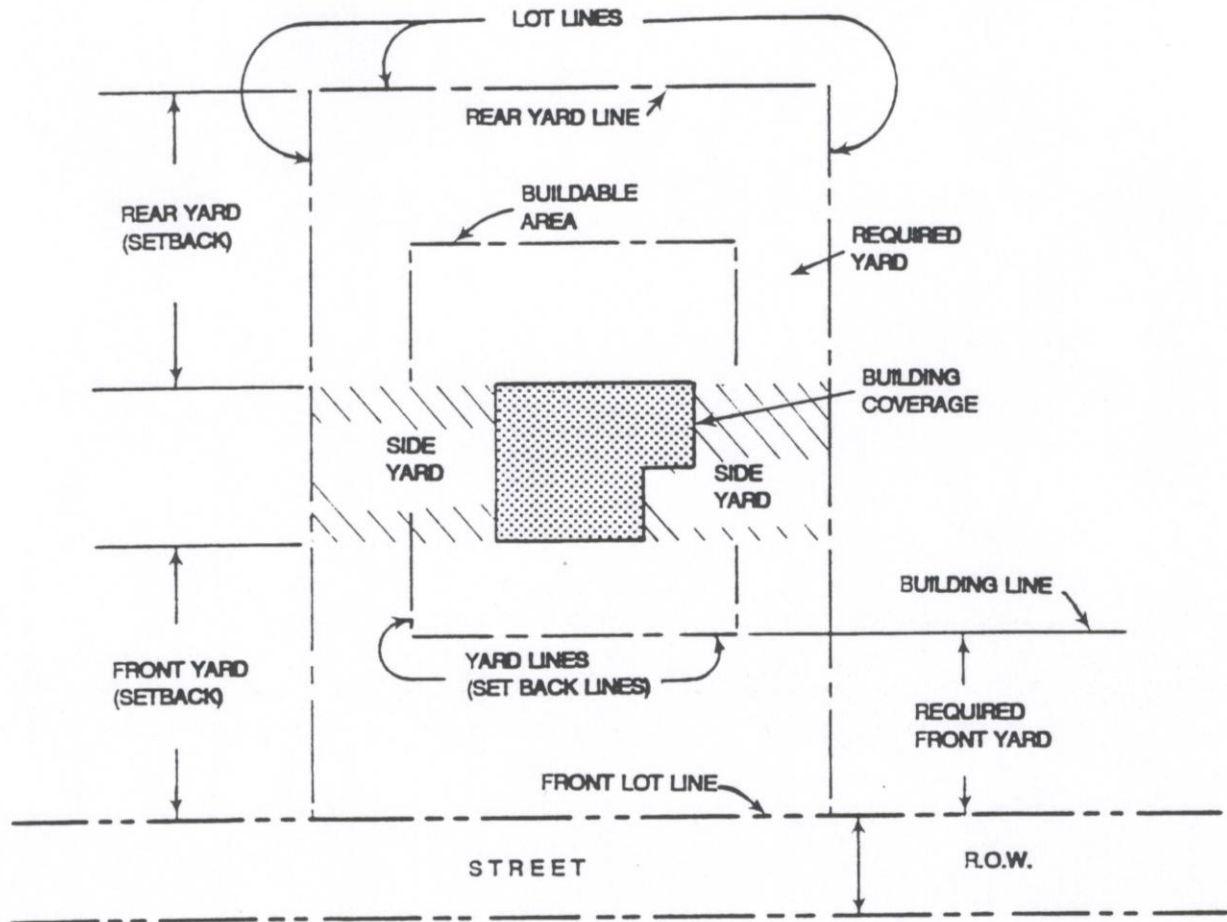 LOT LINES
REAR YARD LINE
BUILDABLE
AREA
REAR YARD
(SETBACK)
REQUIRED
YARD
BUILDING
COVERAGE
SIDE
YARD
SIDE
YARD
BUILDING LINE
YARD LINES
(SET BACK LINES)
FRONT YARD
(SETBACK)
REQUIRED
FRONT YARD
FRONT LOT LINE
STREET
R.O.W.